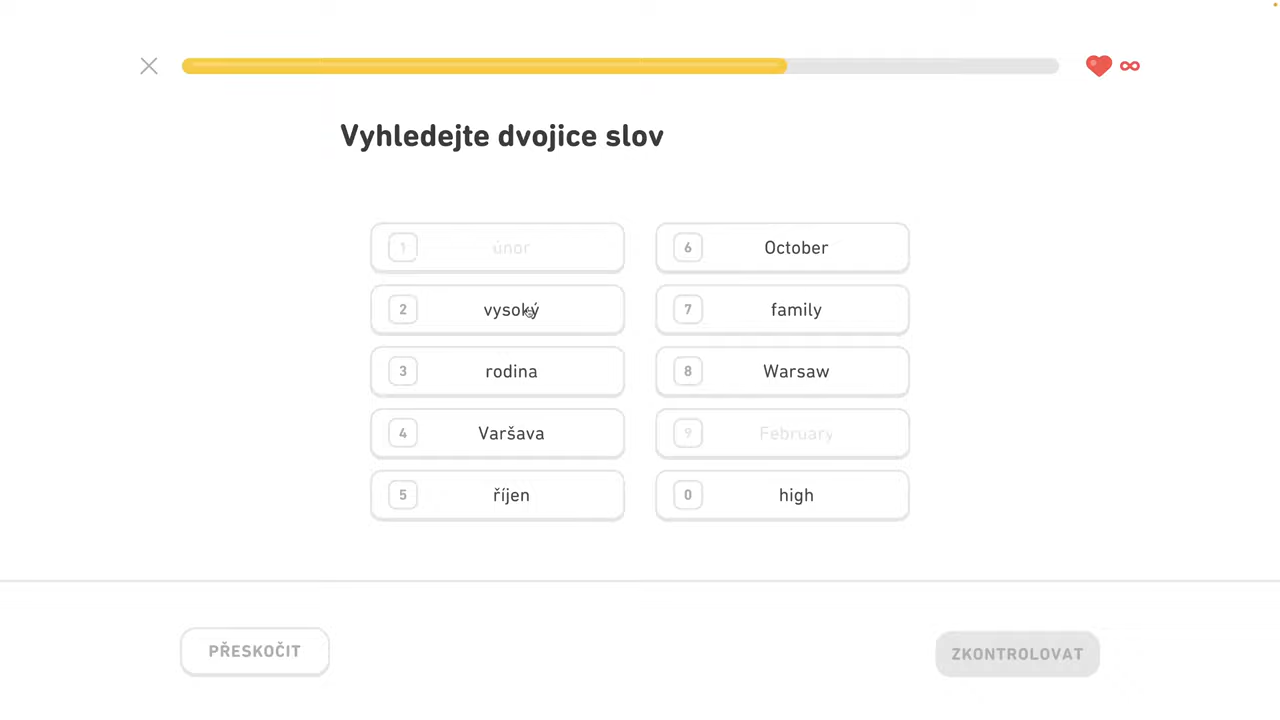 Vyhledejte dvojice slov
1 únor
6 October
2 vysoký
7 family
3 rodina
8 Warsaw
4 Varšava
9 February
5 říjen
0 high
PŘESKOČIT
ZKONTROLOVAT